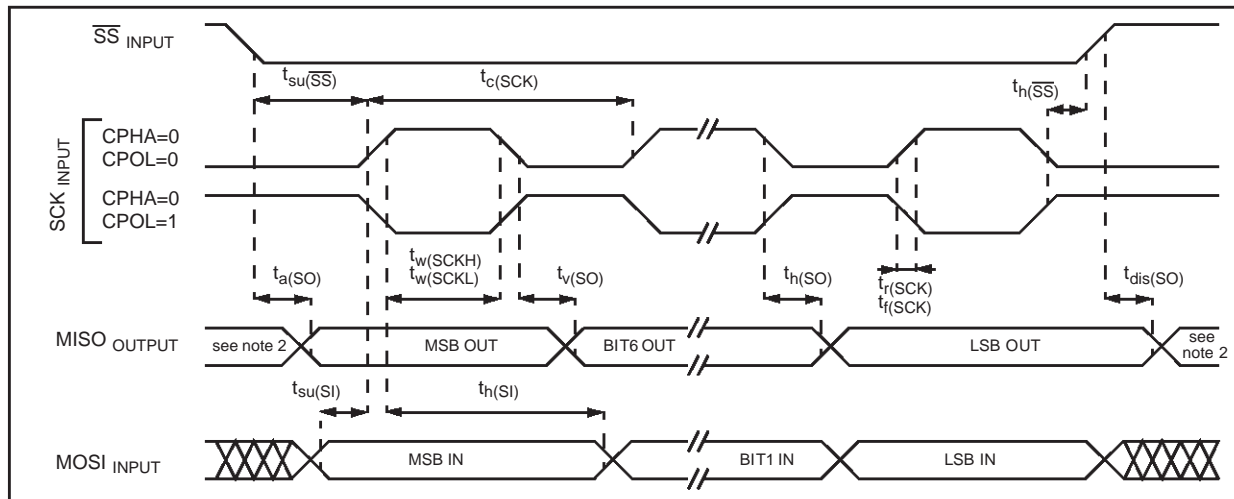 SS INPUT
tsu(SS)
tc(SCK)
th(SS)
SCK INPUT
CPHA=0
CPOL=0
CPHA=0
CPOL=1
ta(SO)
tw(SCKH)
tw(SCKL)
tv(SO)
th(SO)
tr(SCK)
tf(SCK)
tdis(SO)
MISO OUTPUT
see note 2
MSB OUT
BIT6 OUT
LSB OUT
see
note 2
tsu(SI)
th(SI)
MOSI INPUT
MSB IN
BIT1 IN
LSB IN